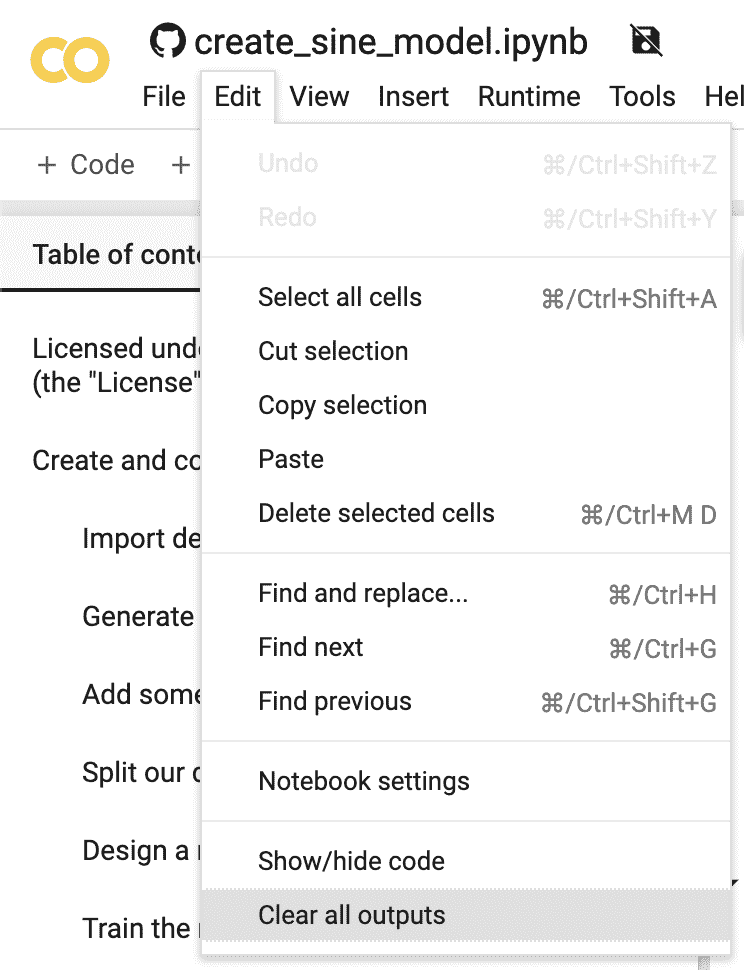 create_sine_model.ipynb
File Edit View Insert Runtime Tools Hel
+ Code +
Undo ⌘/Ctrl+Shift+Z
Redo ⌘/Ctrl+Shift+Y
Table of conte
Select all cells ⌘/Ctrl+Shift+A
Licensed unde
Cut selection
(the "License"
Copy selection
Create and co
Paste
Delete selected cells ⌘/Ctrl+M D
Import de
Find and replace... ⌘/Ctrl+H
Generate
Find next ⌘/Ctrl+G
Add some
Find previous ⌘/Ctrl+Shift+G
Split our d
Notebook settings
Design a
Show/hide code
Clear all outputs
Train the